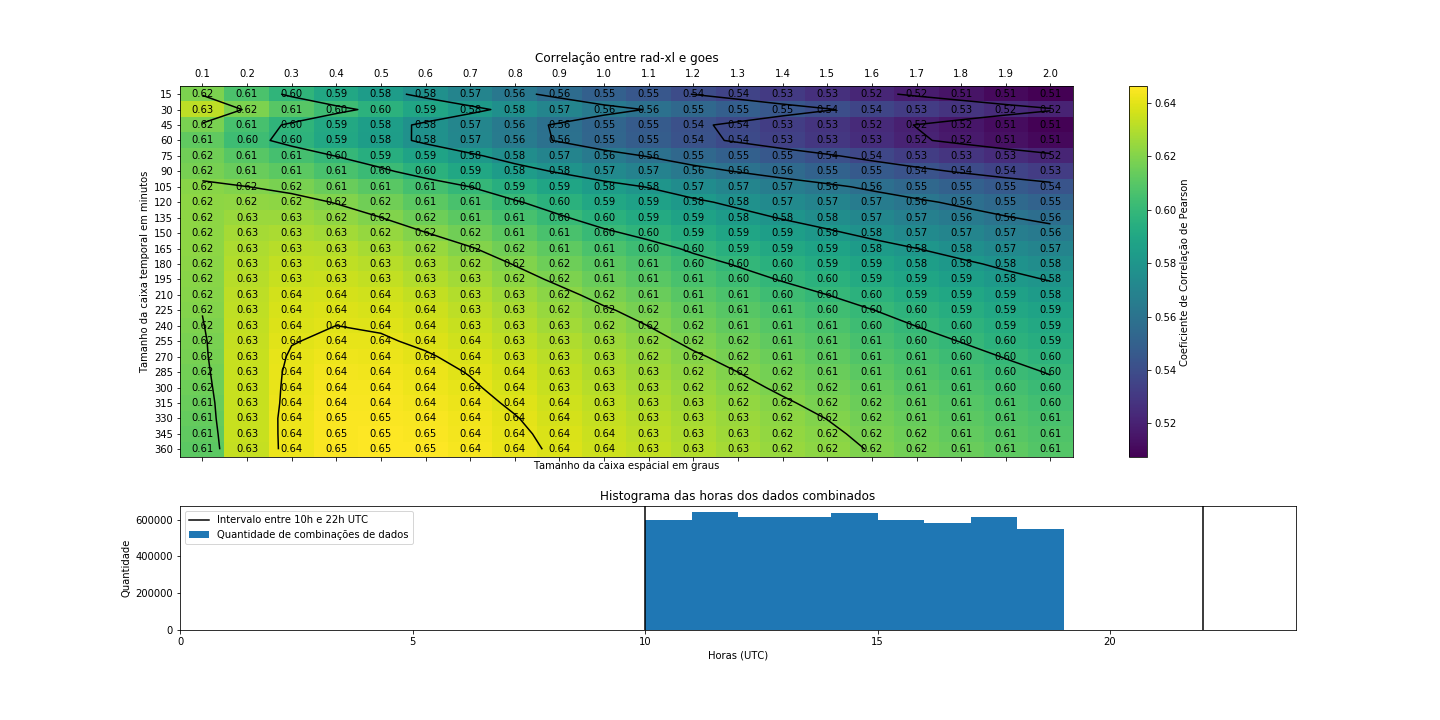 Correlação entre rad-xl e goes
0.1 0.2 0.3 0.4 0.5 0.6 0.7 0.8 0.9 1.0 1.1 1.2 1.3 1.4 1.5 1.6 1.7 1.8 1.9 2.0
15 0.62 0.61 0.60 0.59 0.58 0.58 0.57 0.56 0.56 0.55 0.55 0.54 0.54 0.53 0.53 0.52 0.52 0.51 0.51 0.51
30 0.63 0.62 0.61 0.60 0.60 0.59 0.58 0.58 0.57 0.56 0.56 0.55 0.55 0.55 0.54 0.54 0.53 0.53 0.52 0.52
45 0.62 0.61 0.60 0.59 0.58 0.58 0.57 0.56 0.56 0.55 0.55 0.54 0.54 0.53 0.53 0.52 0.52 0.52 0.51 0.51
60 0.61 0.60 0.60 0.59 0.58 0.58 0.57 0.56 0.56 0.55 0.55 0.54 0.54 0.53 0.53 0.53 0.52 0.52 0.51 0.51
75 0.62 0.61 0.61 0.60 0.59 0.59 0.58 0.58 0.57 0.56 0.56 0.55 0.55 0.55 0.54 0.54 0.53 0.53 0.53 0.52
90 0.62 0.61 0.61 0.61 0.60 0.60 0.59 0.58 0.58 0.57 0.57 0.56 0.56 0.56 0.55 0.55 0.54 0.54 0.54 0.53
105 0.62 0.62 0.62 0.61 0.61 0.61 0.60 0.59 0.59 0.58 0.58 0.57 0.57 0.57 0.56 0.56 0.55 0.55 0.55 0.54
120 0.62 0.62 0.62 0.62 0.62 0.61 0.61 0.60 0.60 0.59 0.59 0.58 0.58 0.57 0.57 0.57 0.56 0.56 0.55 0.55
135 0.62 0.63 0.63 0.62 0.62 0.62 0.61 0.61 0.60 0.60 0.59 0.59 0.58 0.58 0.58 0.57 0.57 0.56 0.56 0.56
150 0.62 0.63 0.63 0.63 0.62 0.62 0.62 0.61 0.61 0.60 0.60 0.59 0.59 0.59 0.58 0.58 0.57 0.57 0.57 0.56
165 0.62 0.63 0.63 0.63 0.63 0.62 0.62 0.62 0.61 0.61 0.60 0.60 0.59 0.59 0.59 0.58 0.58 0.58 0.57 0.57
180 0.62 0.63 0.63 0.63 0.63 0.63 0.62 0.62 0.62 0.61 0.61 0.60 0.60 0.60 0.59 0.59 0.58 0.58 0.58 0.58
195 0.62 0.63 0.63 0.63 0.63 0.63 0.63 0.62 0.62 0.61 0.61 0.61 0.60 0.60 0.60 0.59 0.59 0.59 0.58 0.58
210 0.62 0.63 0.64 0.64 0.64 0.63 0.63 0.63 0.62 0.62 0.61 0.61 0.61 0.60 0.60 0.60 0.59 0.59 0.59 0.58
225 0.62 0.63 0.64 0.64 0.64 0.63 0.63 0.63 0.62 0.62 0.62 0.61 0.61 0.61 0.60 0.60 0.60 0.59 0.59 0.59
240 0.62 0.63 0.64 0.64 0.64 0.64 0.63 0.63 0.63 0.62 0.62 0.62 0.61 0.61 0.61 0.60 0.60 0.60 0.59 0.59
255 0.62 0.63 0.64 0.64 0.64 0.64 0.63 0.63 0.63 0.62 0.62 0.62 0.61 0.61 0.61 0.61 0.60 0.60 0.60 0.59
270 0.62 0.63 0.64 0.64 0.64 0.64 0.64 0.63 0.63 0.63 0.62 0.62 0.62 0.61 0.61 0.61 0.61 0.60 0.60 0.60
285 0.62 0.63 0.64 0.64 0.64 0.64 0.64 0.63 0.63 0.63 0.62 0.62 0.62 0.62 0.61 0.61 0.61 0.60 0.60 0.60
300 0.62 0.63 0.64 0.64 0.64 0.64 0.64 0.64 0.63 0.63 0.63 0.62 0.62 0.62 0.62 0.61 0.61 0.61 0.60 0.60
315 0.61 0.63 0.64 0.64 0.64 0.64 0.64 0.64 0.64 0.63 0.63 0.63 0.62 0.62 0.62 0.61 0.61 0.61 0.61 0.60
330 0.61 0.63 0.64 0.65 0.65 0.64 0.64 0.64 0.64 0.63 0.63 0.63 0.62 0.62 0.62 0.62 0.61 0.61 0.61 0.61
345 0.61 0.63 0.64 0.65 0.65 0.65 0.64 0.64 0.64 0.63 0.63 0.63 0.63 0.62 0.62 0.62 0.62 0.61 0.61 0.61
360 0.61 0.63 0.64 0.65 0.65 0.65 0.64 0.64 0.64 0.64 0.63 0.63 0.63 0.62 0.62 0.62 0.62 0.61 0.61 0.61
Tamanho da caixa temporal em minutos
Tamanho da caixa espacial em graus
0.64
0.62
0.60
0.58
0.56
0.54
0.52
Coeficiente de Correlação de Pearson
Histograma das horas dos dados combinados
Intervalo entre 10h e 22h UTC
Quantidade de combinações de dados
600000
400000
200000
0
Quantidade
0 5 10 15 20
Horas (UTC)